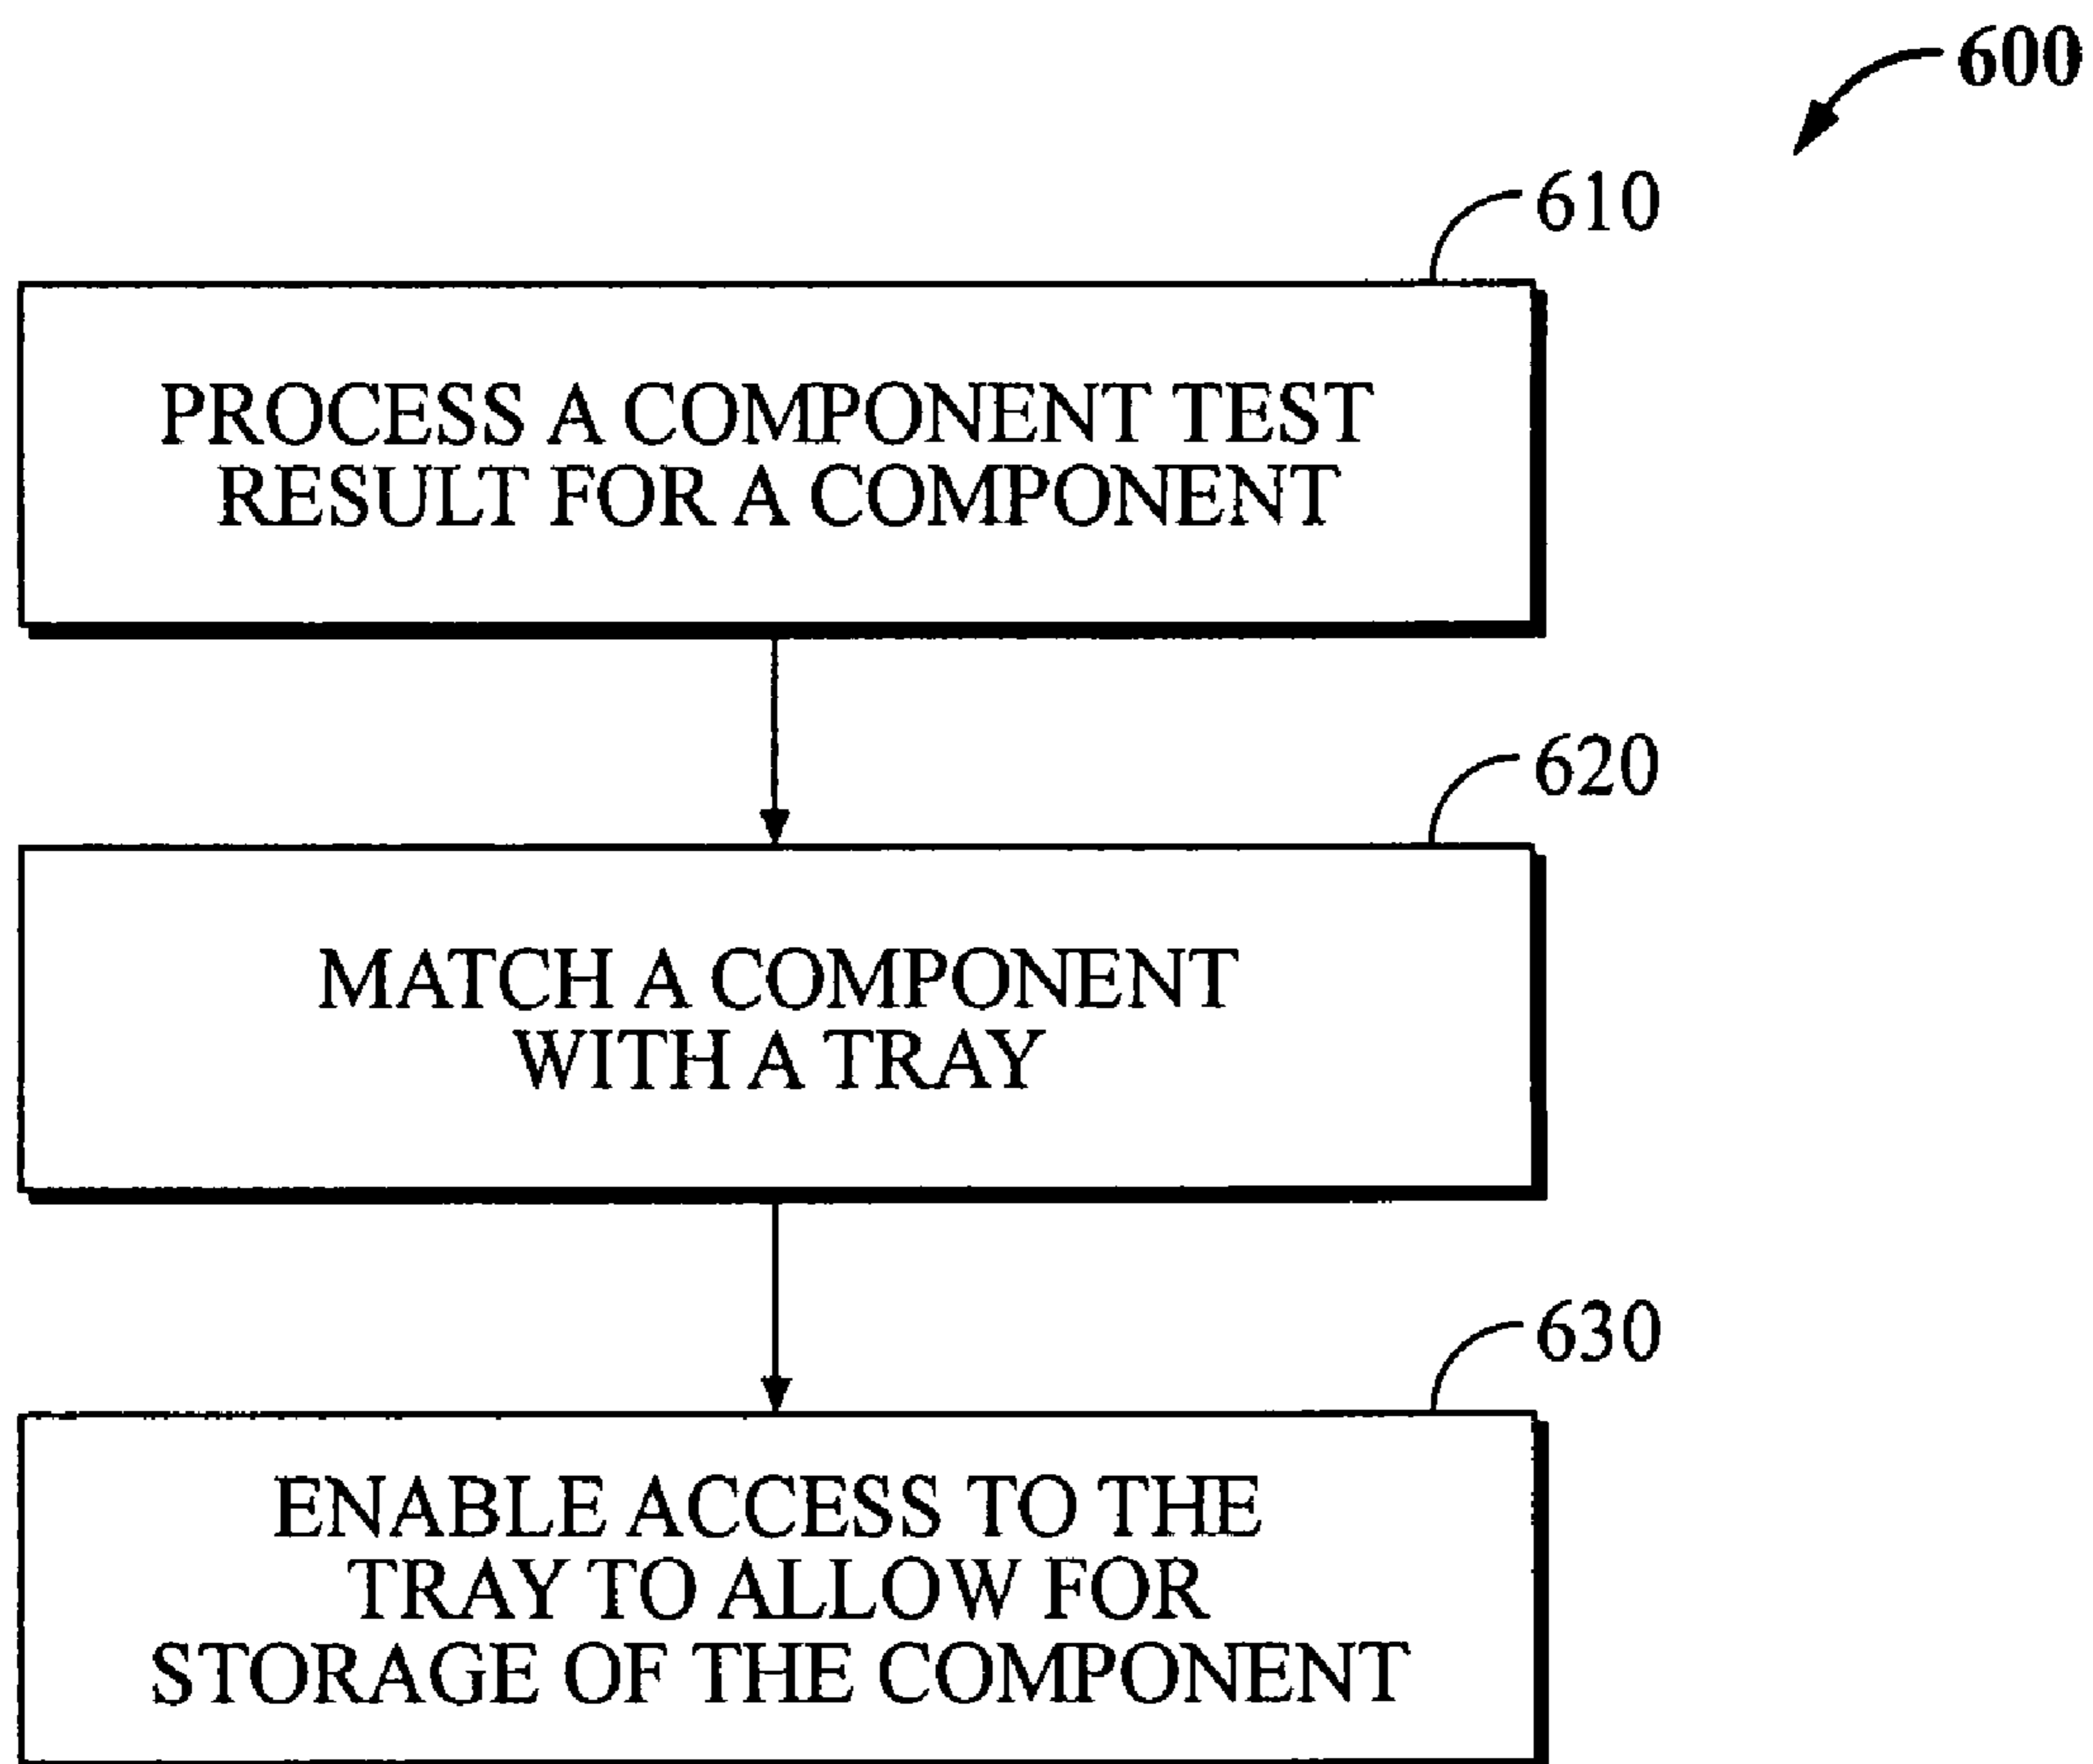 600
610
PROCESS A COMPONENT TEST
RESULT FOR A COMPONENT
620
MATCH A COMPONENT
WITH A TRAY
630
ENABLE ACCESS TO THE
TRAY TO ALLOW FOR
STORAGE OF THE COMPONENT